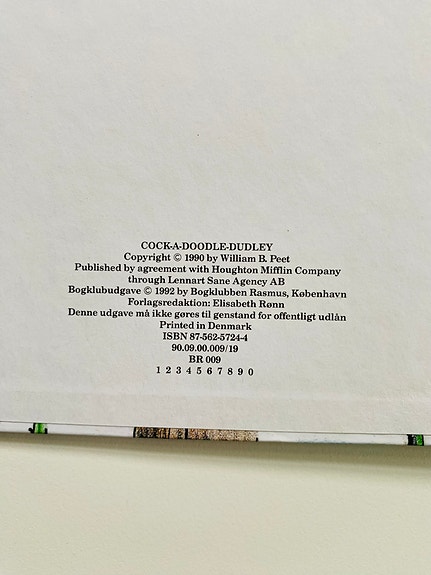 COCK-A-DOODLE-DUDLEY
Copyright © 1990 by William B. Peet
Published by agreement with Houghton Mifflin Company
through Lennart Sane Agency AB
Bogklubudgave © 1992 by Bogklubben Rasmus, København
Forlagsredaktion: Elisabeth Rønn
Denne udgave må ikke gøres til genstand for offentligt udlån
Printed in Denmark
ISBN 87-562-5724-4
90.09.00.009/19
BR 009
1 2 3 4 5 6 7 8 9 0